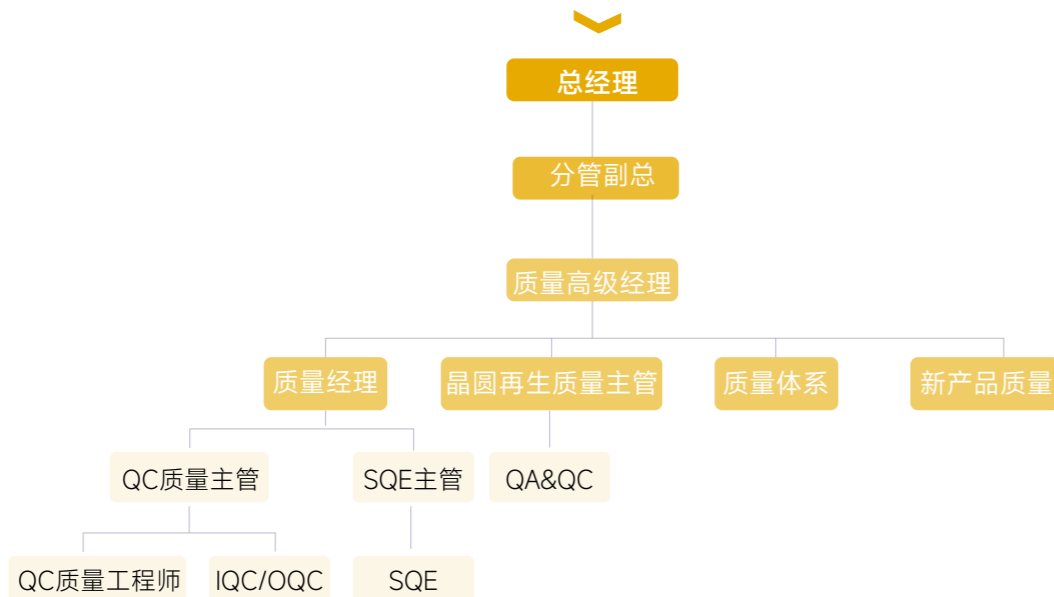 总经理
分管副总
质量高级经理
质量经理
晶圆再生质量主管
质量体系
新产品质量
QC质量主管
SQE主管
QA&QC
QC质量工程师
IQC/OQC
SQE